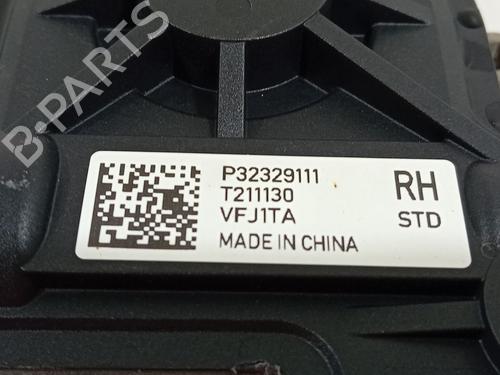 B-PARTS
P32329111
T211130
VFJ1TA
MADE IN CHINA
RH
STD